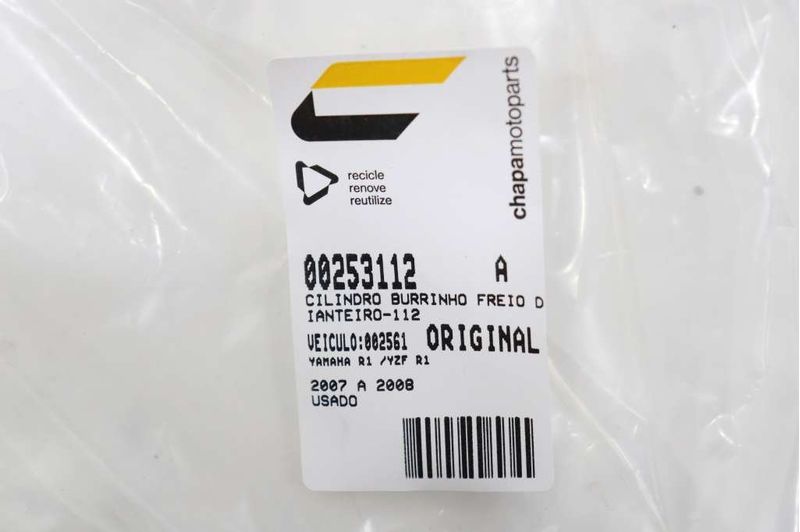 chapamotoparts
recicle
renove
reutilize
00253112 A
CILINDRO BURRINHO FREIO D
IANTEIRO-112
VEICULO:002561 ORIGINAL
YAMAHA R1 /YZF R1
2007 A 2008
USADO